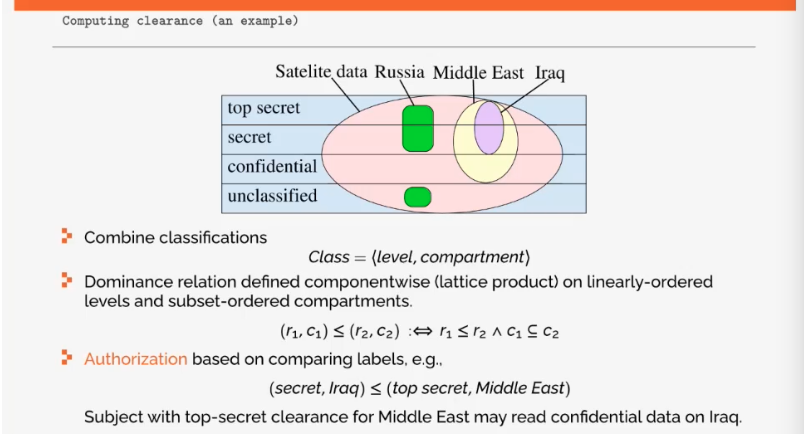 Computing clearance (an example)
Satelite data Russia Middle East Iraq
top secret
secret
confidential
unclassified
Combine classifications
Class = ⟨level, compartment⟩
Dominance relation defined componentwise (lattice product) on linearly-ordered
levels and subset-ordered compartments.
(r₁, c₁) ≤ (r₂, c₂) :⇔ r₁ ≤ r₂ ∧ c₁ ⊆ c₂
Authorization based on comparing labels, e.g.,
(secret, Iraq) ≤ (top secret, Middle East)
Subject with top-secret clearance for Middle East may read confidential data on Iraq.